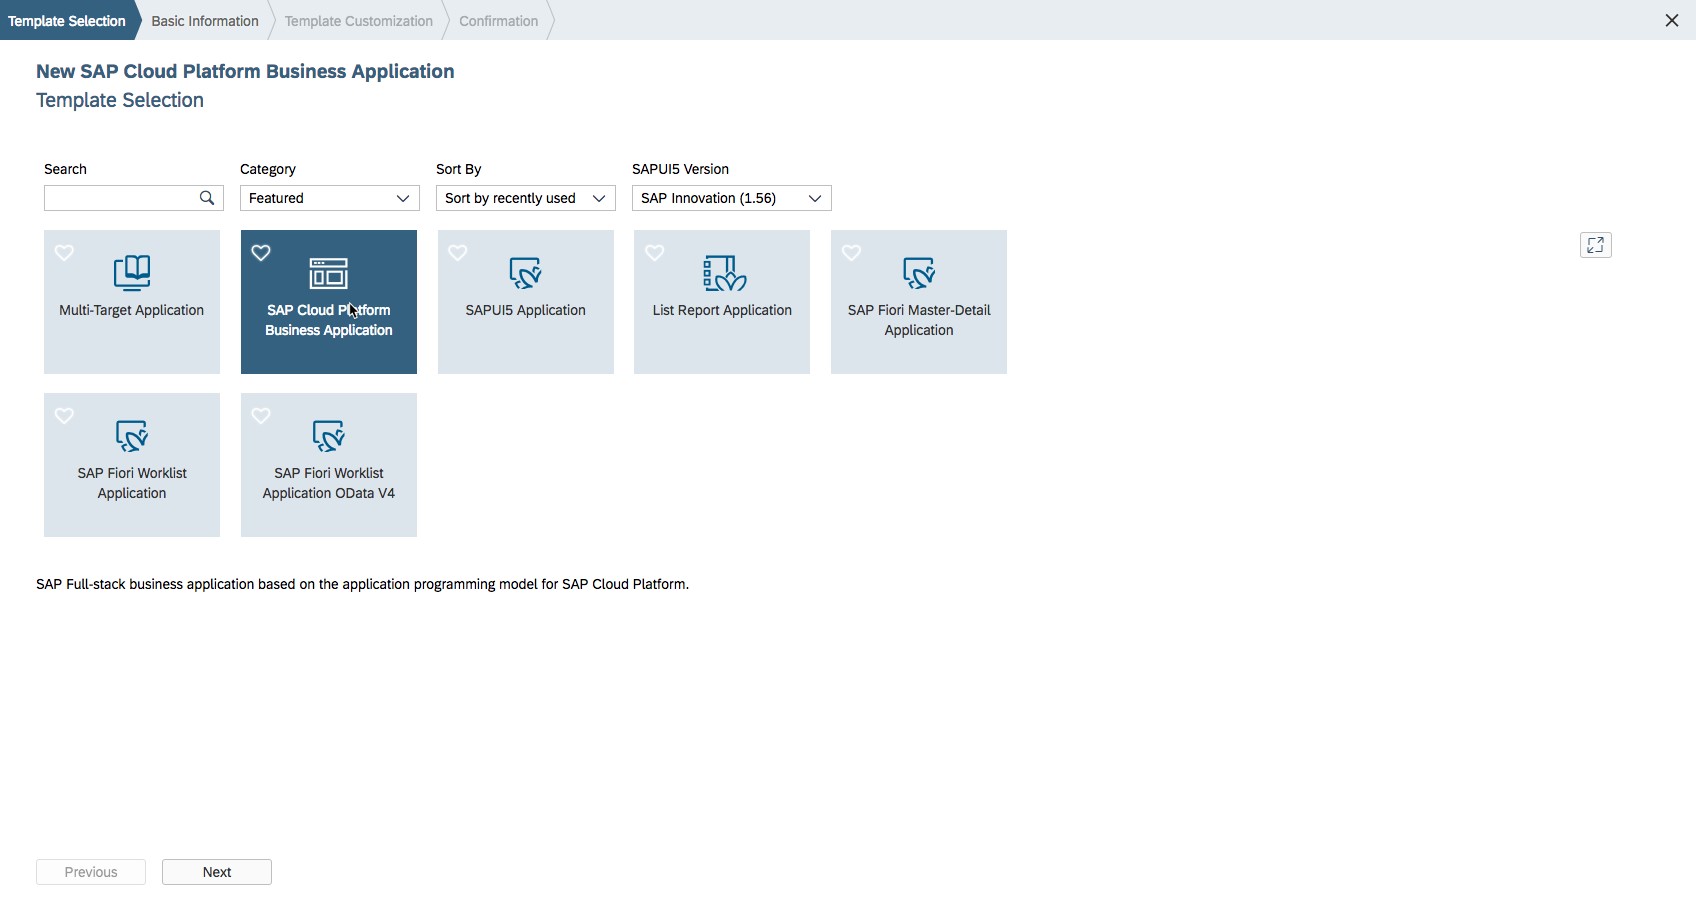 Template Selection
Basic Information
Template Customization
Confirmation
New SAP Cloud Platform Business Application
Template Selection
Search
Category
Sort By
SAPUI5 Version
Featured
Sort by recently used
SAP Innovation (1.56)
Multi-Target Application
SAP Cloud Platform
Business Application
SAPUI5 Application
List Report Application
SAP Fiori Master-Detail
Application
SAP Fiori Worklist
Application
SAP Fiori Worklist
Application OData V4
SAP Full-stack business application based on the application programming model for SAP Cloud Platform.
Previous
Next